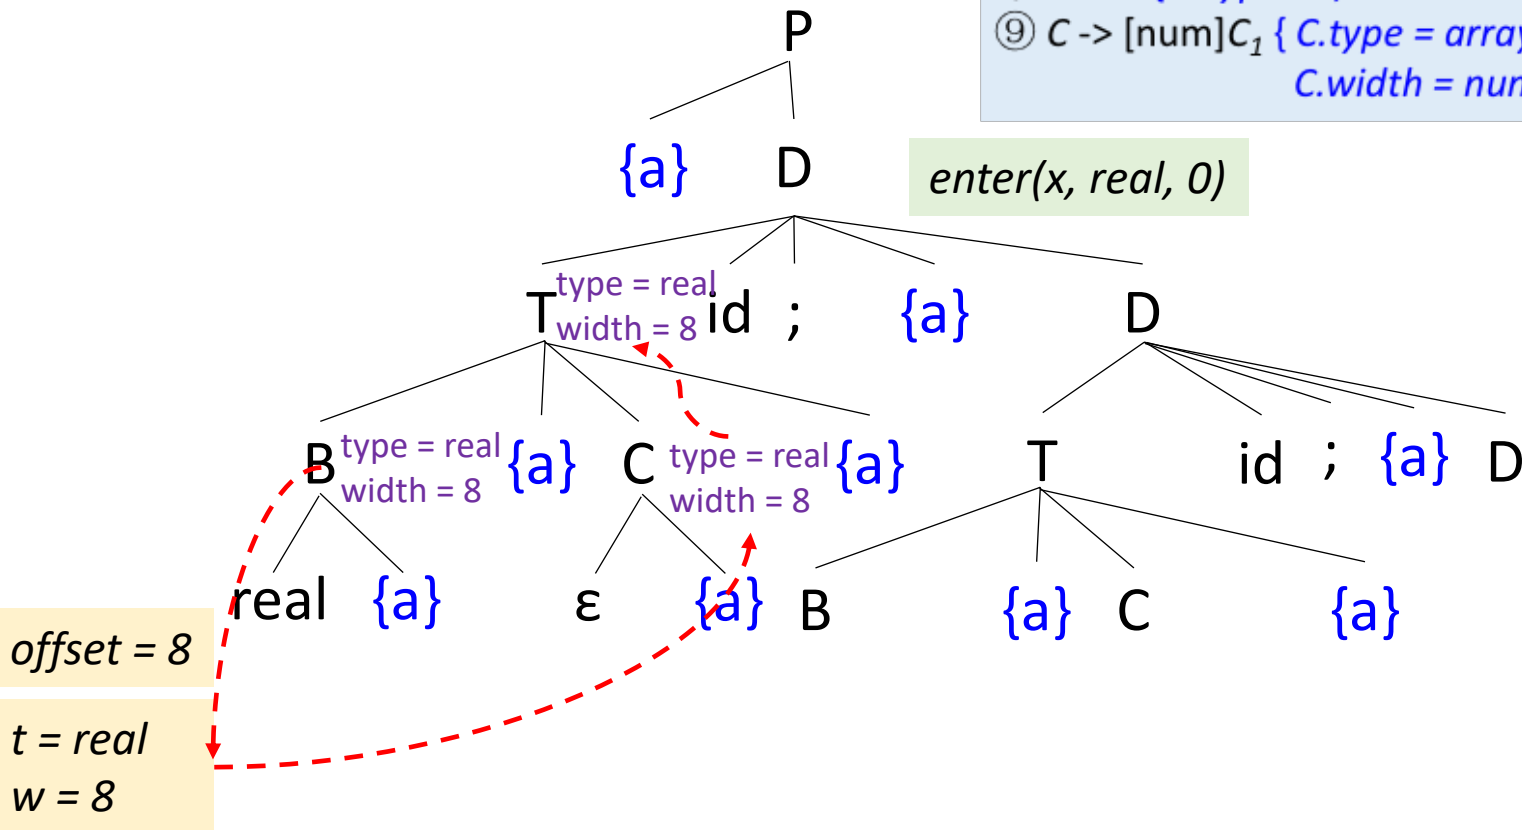 P
⑨ C -> [num]C1 { C.type = array
C.width = num
{a} D
enter(x, real, 0)
type = real
width = 8
T id ; {a} D
B type = real {a} C type = real {a} T id ; {a} D
width = 8 width = 8
real {a} ε {a} B {a} C {a}
offset = 8
t = real
w = 8